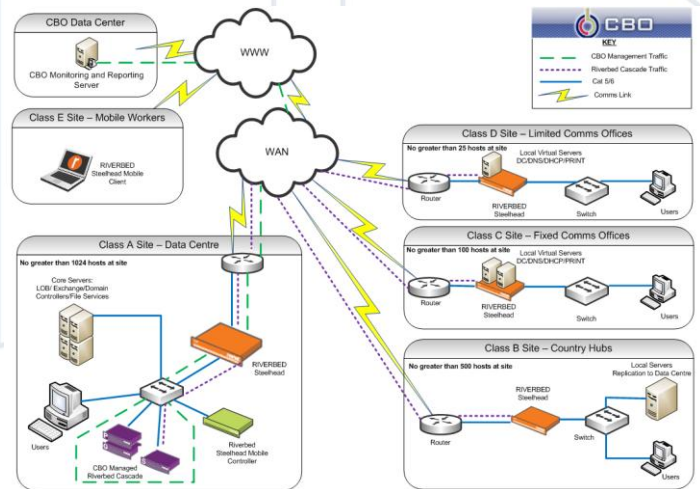 CBO Data Center
CBO Monitoring and Reporting
Server
WWW
CBO
KEY
CBO Management Traffic
Riverbed Cascade Traffic
Cat 5/6
Comms Link
Class E Site – Mobile Workers
RIVERBED
Steelhead Mobile
Client
WAN
Class D Site – Limited Comms Offices
No greater than 25 hosts at site
Local Virtual Servers
DC/DNS/DHCP/PRINT
Router
RIVERBED
Steelhead
Switch
Users
Class C Site – Fixed Comms Offices
No greater than 100 hosts at site
Local Virtual Servers
DC/DNS/DHCP/PRINT
Router
RIVERBED
Steelhead
Switch
Users
Class A Site – Data Centre
No greater than 1024 hosts at site
Core Servers:
LOB/ Exchange/Domain
Controllers/File Services
RIVERBED
Steelhead
Users
CBO Managed
Riverbed Cascade
Riverbed
Steelhead Mobile
Controller
Class B Site – Country Hubs
No greater than 500 hosts at site
Local Servers
Replication to Data Centre
RIVERBED
Steelhead
Router
Switch
Users